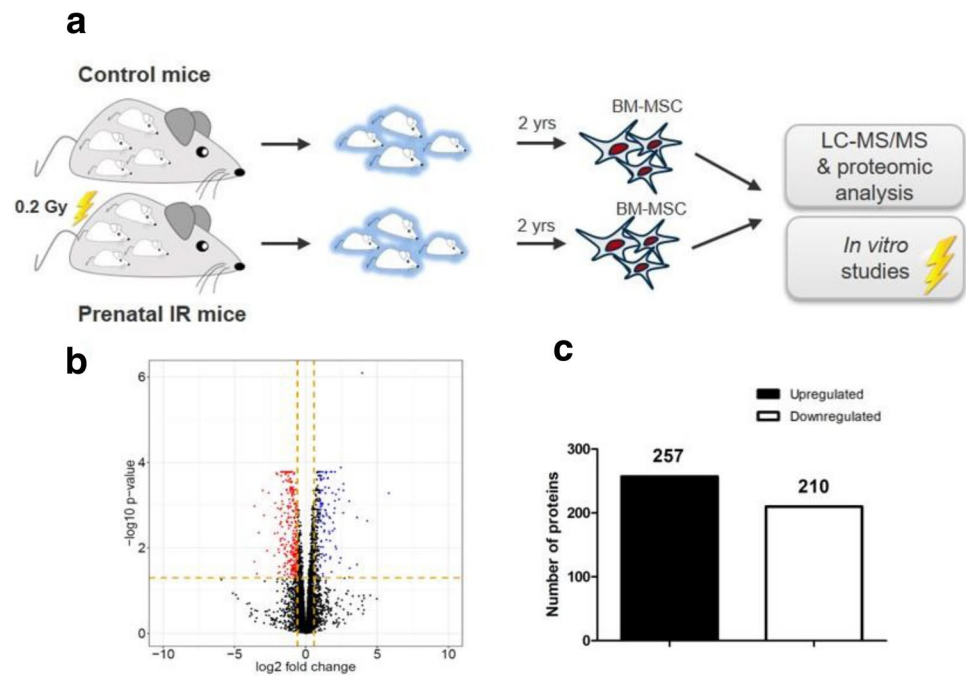 a
Control mice
0.2 Gy
Prenatal IR mice
2 yrs
2 yrs
BM-MSC
BM-MSC
LC-MS/MS
& proteomic
analysis
In vitro
studies
b
6
4
2
0
−log10 p−value
−10
−5
0
5
10
log2 fold change
c
Upregulated
Downregulated
300
200
100
0
Number of proteins
257
210